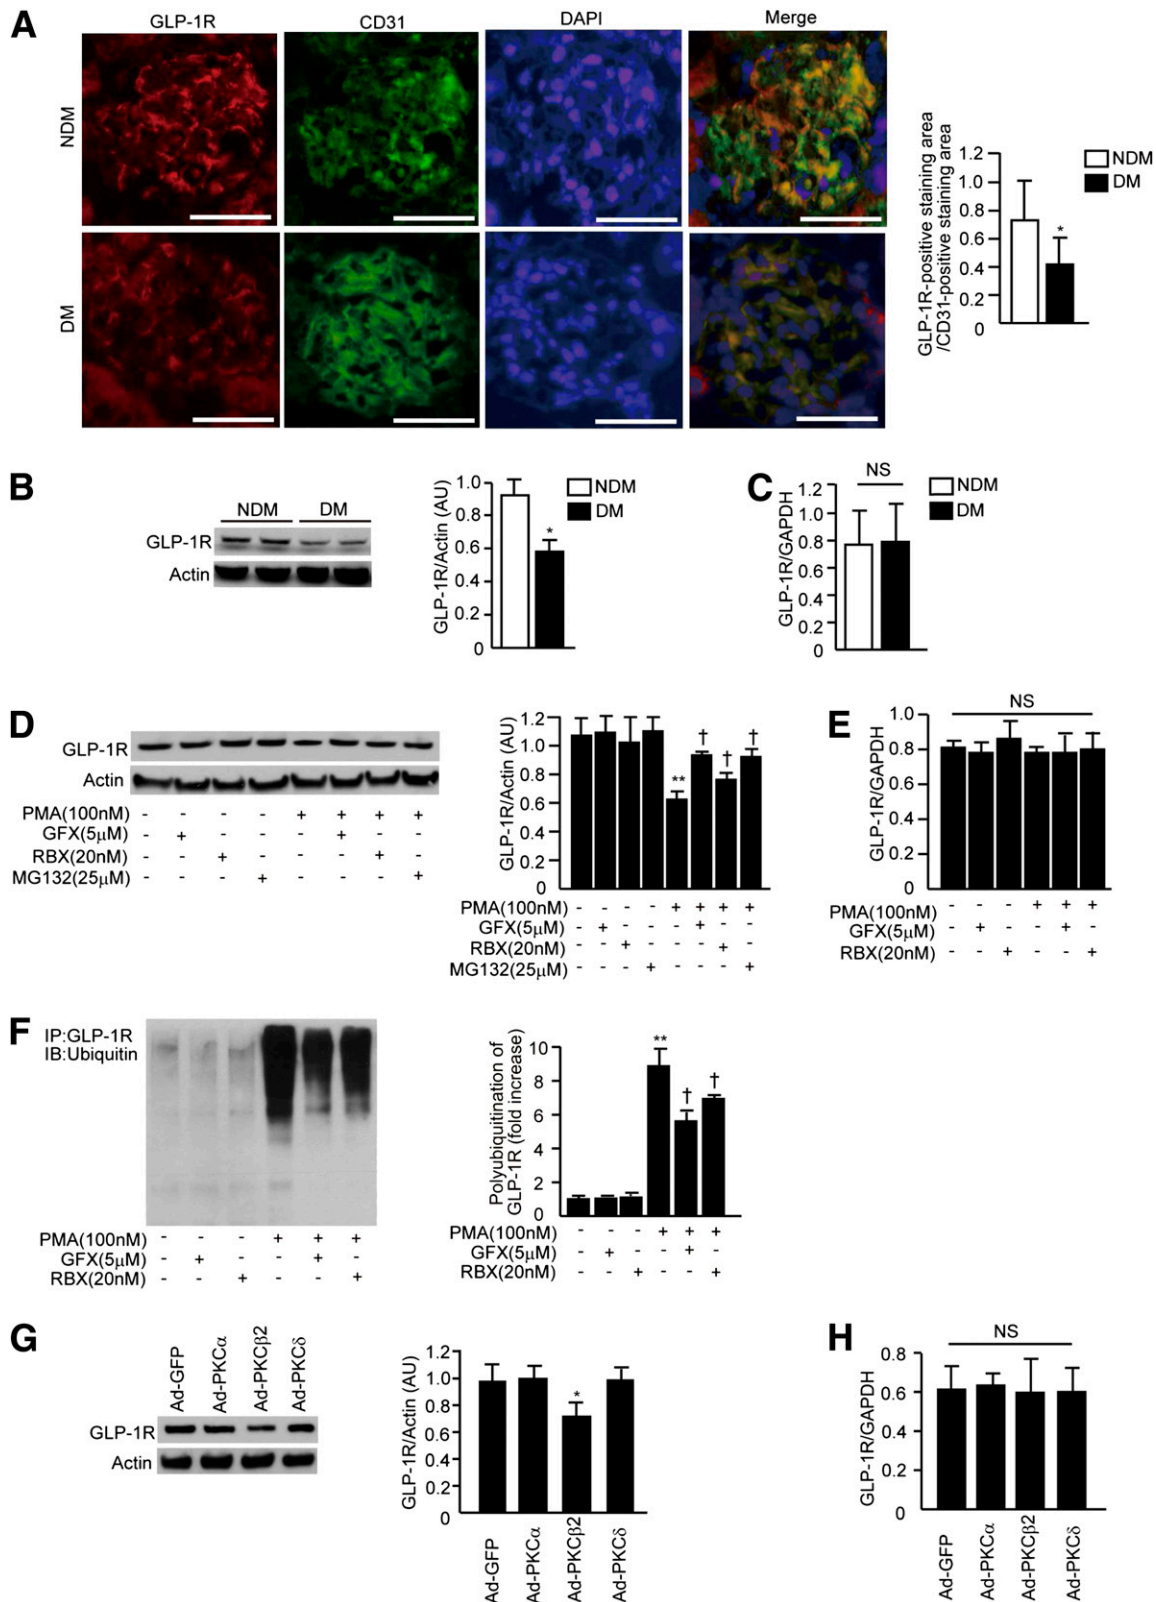 A
GLP-1R CD31 DAPI Merge
NDM
DM
GLP-1R-positive staining area
/CD31-positive staining area
1.2
1.0
0.8
0.6
0.4
0.2
0
*
NDM
DM
B
NDM DM
GLP-1R
Actin
GLP-1R/Actin (AU)
1.0
0.8
0.6
0.4
0.2
0
*
NDM
DM
C
NS
GLP-1R/GAPDH
1.2
1.0
0.8
0.6
0.4
0.2
0
NDM
DM
D
GLP-1R
Actin
PMA(100nM) - - - - + + + +
GFX(5μM) - + - - - + - -
RBX(20nM) - - + - - - + -
MG132(25μM) - - - + - - - +
GLP-1R/Actin (AU)
1.2
1.0
0.8
0.6
0.4
0.2
0
** † † †
PMA(100nM) - - - - + + + +
GFX(5μM) - + - - - + - -
RBX(20nM) - - + - - - + -
MG132(25μM) - - - + - - - +
E
NS
GLP-1R/GAPDH
1.0
0.8
0.6
0.4
0.2
0
PMA(100nM) - - - + + +
GFX(5μM) - + - - + -
RBX(20nM) - - + - - +
F
IP:GLP-1R
IB:Ubiquitin
PMA(100nM) - - - + + +
GFX(5μM) - + - - + -
RBX(20nM) - - + - - +
Polyubiquitination of
GLP-1R (fold increase)
10
8
6
4
2
0
** † †
PMA(100nM) - - - + + +
GFX(5μM) - + - - + -
RBX(20nM) - - + - - +
G
Ad-GFP
Ad-PKCα
Ad-PKCβ2
Ad-PKCδ
GLP-1R
Actin
GLP-1R/Actin (AU)
1.2
1.0
0.8
0.6
0.4
0.2
0
*
Ad-GFP
Ad-PKCα
Ad-PKCβ2
Ad-PKCδ
H
NS
GLP-1R/GAPDH
0.8
0.6
0.4
0.2
0
Ad-GFP
Ad-PKCα
Ad-PKCβ2
Ad-PKCδ